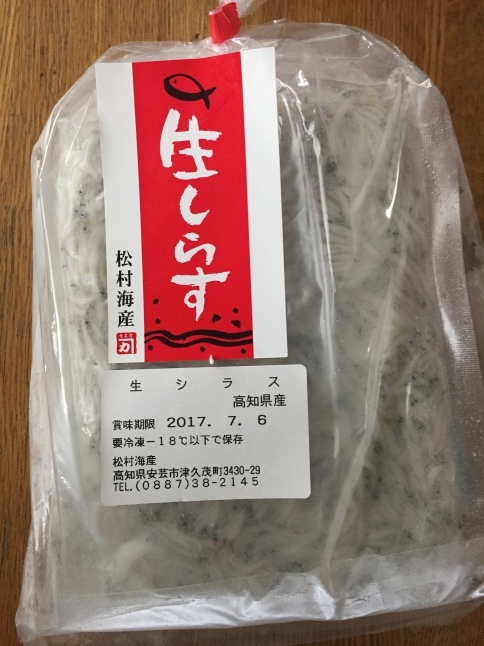 生しらす
松村海産
生シラス
高知県産
賞味期限 2017. 7. 6
要冷凍－18℃以下で保存
松村海産
高知県安芸市津久茂町3430-29
TEL.(0887)38-2145